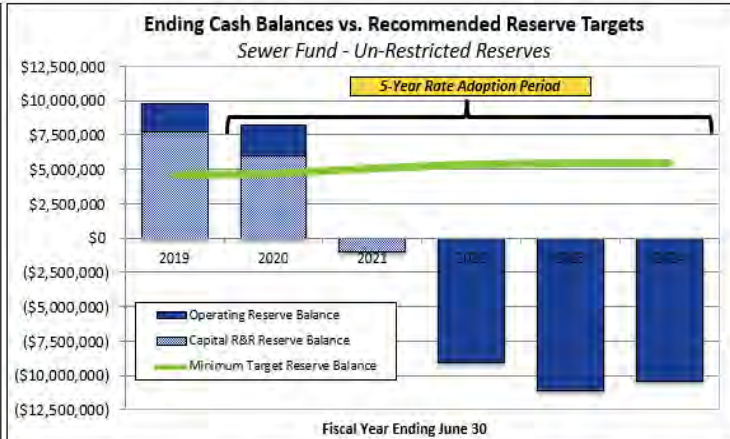 Ending Cash Balances vs. Recommended Reserve Targets
Sewer Fund - Un-Restricted Reserves
5-Year Rate Adoption Period
$12,500,000
$10,000,000
$7,500,000
$5,000,000
$2,500,000
$0
($2,500,000)
($5,000,000)
($7,500,000)
($10,000,000)
($12,500,000)
2019 2020 2021 2022 2023 2024
Operating Reserve Balance
Capital R&R Reserve Balance
Minimum Target Reserve Balance
Fiscal Year Ending June 30